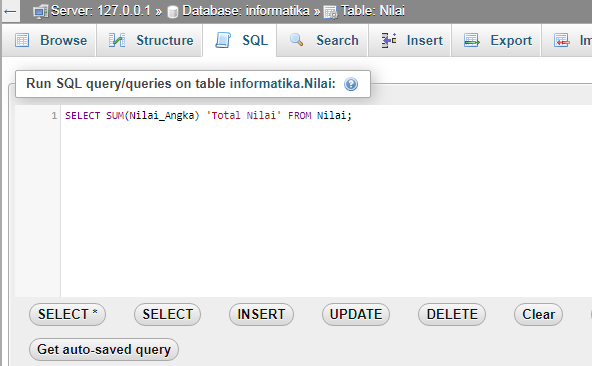 Server: 127.0.0.1 » Database: informatika » Table: Nilai
Browse Structure SQL Search Insert Export
Run SQL query/queries on table informatika.Nilai:
1 SELECT SUM(Nilai_Angka) 'Total Nilai' FROM Nilai;
SELECT * SELECT INSERT UPDATE DELETE Clear
Get auto-saved query